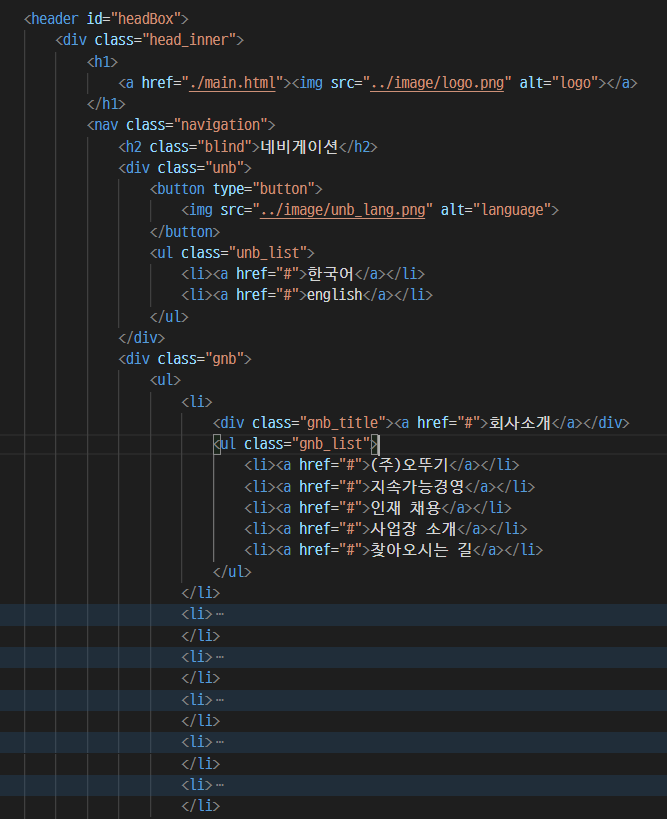 <header id="headBox">
<div class="head_inner">
<h1>
<a href="./main.html"><img src="../image/logo.png" alt="logo"></a>
</h1>
<nav class="navigation">
<h2 class="blind">네비게이션</h2>
<div class="unb">
<button type="button">
<img src="../image/unb_lang.png" alt="language">
</button>
<ul class="unb_list">
<li><a href="#">한국어</a></li>
<li><a href="#">english</a></li>
</ul>
</div>
<div class="gnb">
<ul>
<li>
<div class="gnb_title"><a href="#">회사소개</a></div>
<ul class="gnb_list">
<li><a href="#">(주)오뚜기</a></li>
<li><a href="#">지속가능경영</a></li>
<li><a href="#">인재 채용</a></li>
<li><a href="#">사업장 소개</a></li>
<li><a href="#">찾아오시는 길</a></li>
</ul>
</li>
<li>⋯
</li>
<li>⋯
</li>
<li>⋯
</li>
<li>⋯
</li>
<li>⋯
</li>